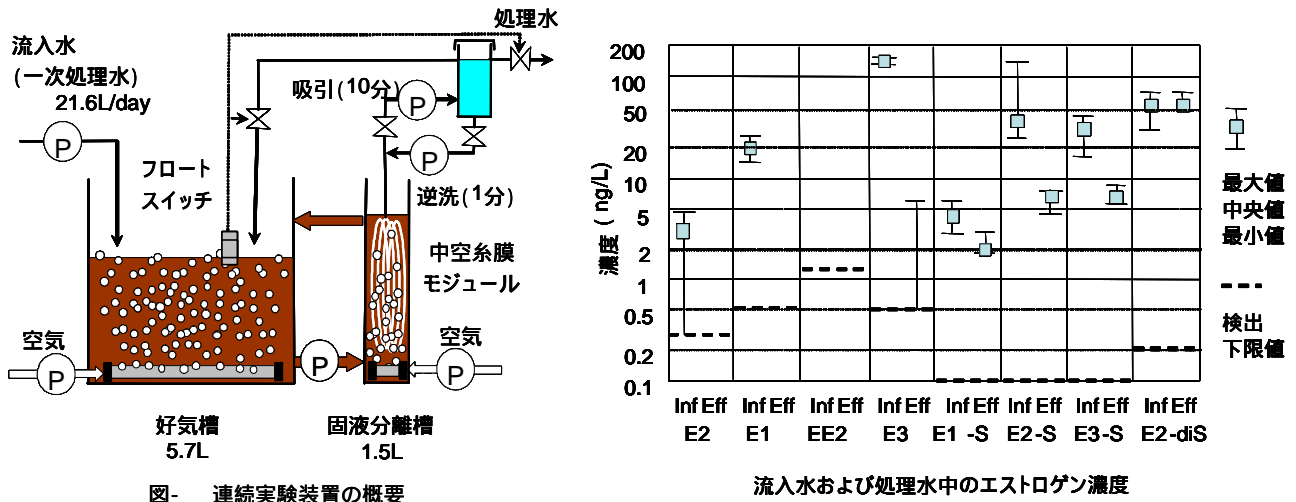 処理水
流入水
(一次処理水)
21.6L/day
吸引(10分)
P
P
P
フロート
スイッチ
逆洗(1分)
中空糸膜
モジュール
空気
空気
P
P
P
好気槽
5.7L
固液分離槽
1.5L
図-　連続実験装置の概要
濃度 ( ng/L)
200
100
50
20
10
5
2
1
0.5
0.2
0.1
Inf Eff Inf Eff Inf Eff Inf Eff Inf Eff Inf Eff Inf Eff Inf Eff
E2 E1 EE2 E3 E1 -S E2 -S E3-S E2-diS
最大値
中央値
最小値
検出
下限値
流入水および処理水中のエストロゲン濃度